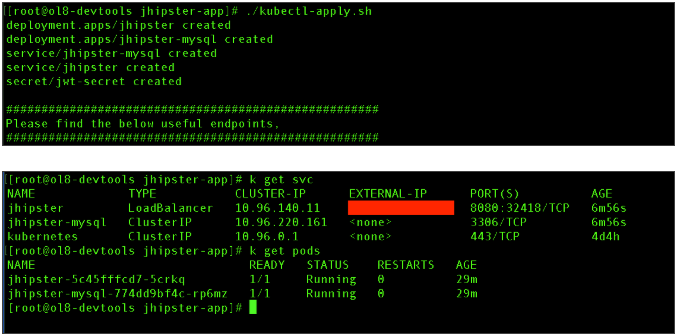 [[root@ol8-devtools jhipster-app]# ./kubectl-apply.sh
deployment.apps/jhipster created
deployment.apps/jhipster-mysql created
service/jhipster-mysql created
service/jhipster created
secret/jwt-secret created
#####################################################
Please find the below useful endpoints,
#####################################################
[[root@ol8-devtools jhipster-app]# k get svc
NAME TYPE CLUSTER-IP EXTERNAL-IP PORT(S) AGE
jhipster LoadBalancer 10.96.140.11 8080:32418/TCP 6m56s
jhipster-mysql ClusterIP 10.96.220.161 <none> 3306/TCP 6m56s
kubernetes ClusterIP 10.96.0.1 <none> 443/TCP 4d4h
[[root@ol8-devtools jhipster-app]# k get pods
NAME READY STATUS RESTARTS AGE
jhipster-5c45fffcd7-5crkq 1/1 Running 0 29m
jhipster-mysql-774dd9bf4c-rp6mz 1/1 Running 0 29m
[root@ol8-devtools jhipster-app]#